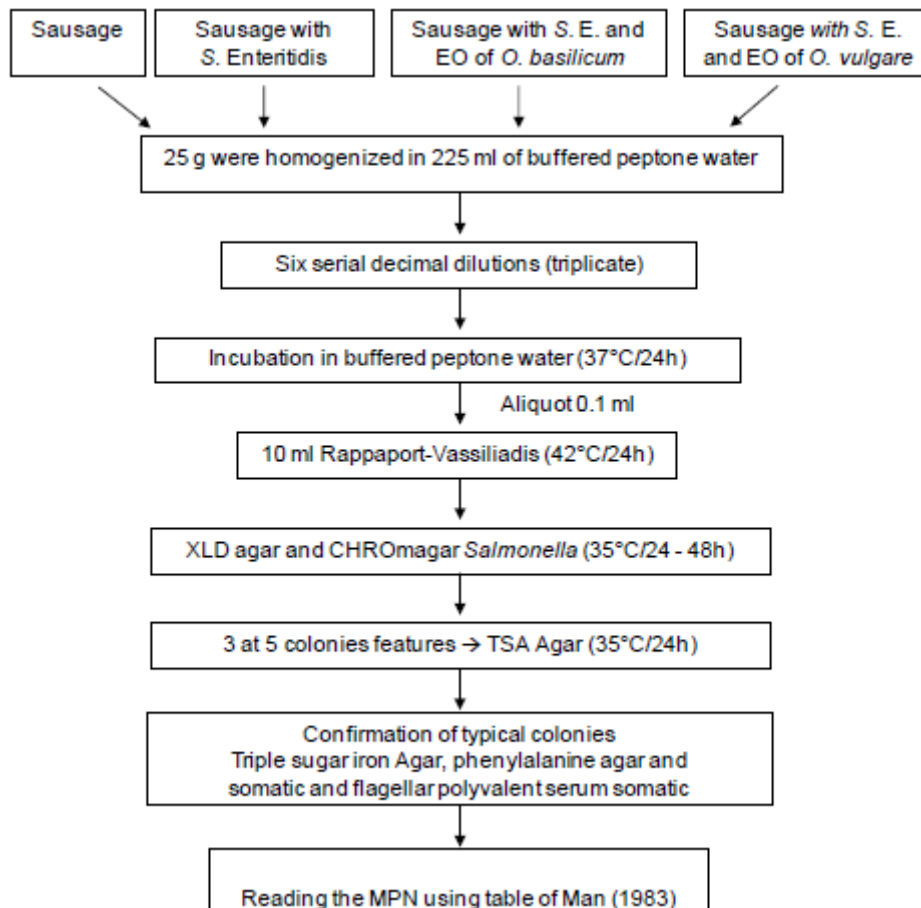 Sausage
Sausage with
S. Enteritidis
Sausage with S. E. and
EO of O. basilicum
Sausage with S. E.
and EO of O. vulgare
25 g were homogenized in 225 ml of buffered peptone water
Six serial decimal dilutions (triplicate)
Incubation in buffered peptone water (37°C/24h)
Aliquot 0.1 ml
10 ml Rappaport-Vassiliadis (42°C/24h)
XLD agar and CHROmagar Salmonella (35°C/24 - 48h)
3 at 5 colonies features → TSA Agar (35°C/24h)
Confirmation of typical colonies
Triple sugar iron Agar, phenylalanine agar and
somatic and flagellar polyvalent serum somatic
Reading the MPN using table of Man (1983)